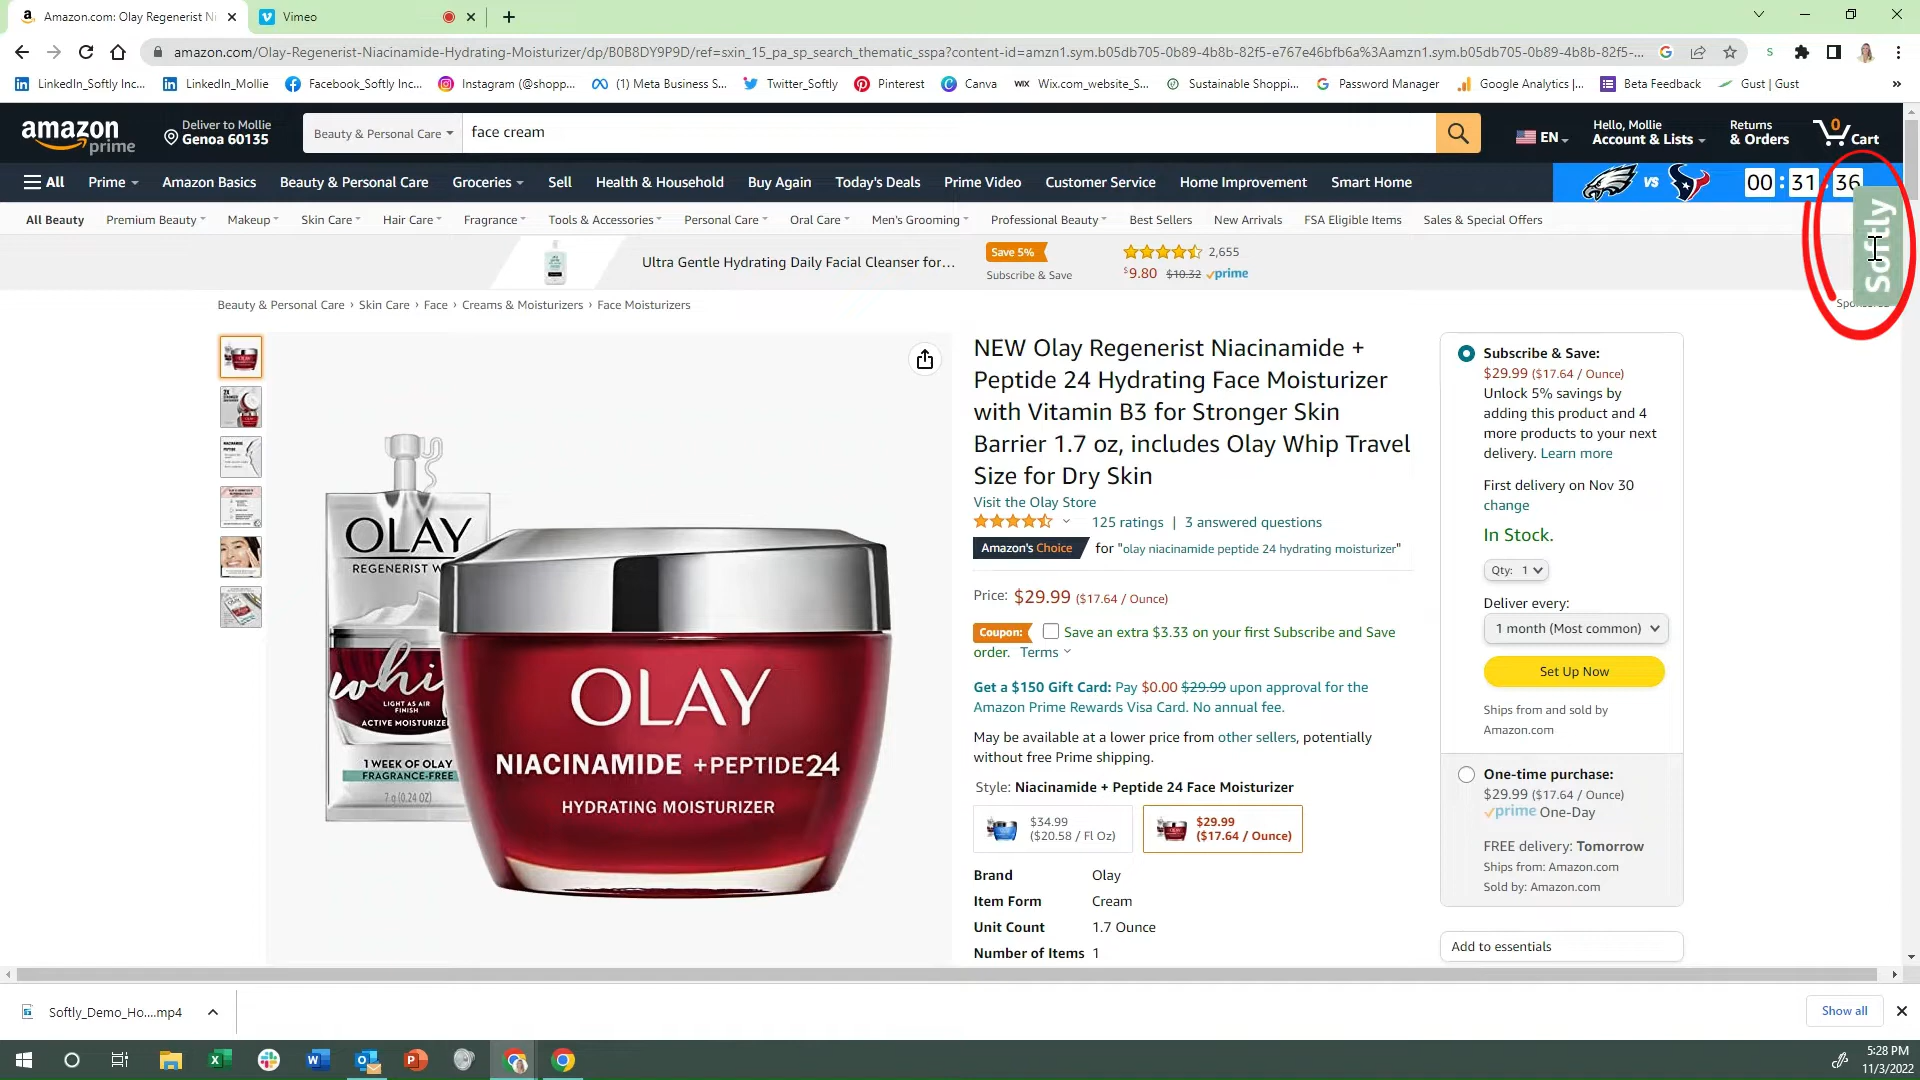 Amazon.com: Olay Regenerist Ni
Vimeo
amazon.com/Olay-Regenerist-Niacinamide-Hydrating-Moisturizer/dp/B0B8DY9P9D/ref=sxin_15_pa_sp_search_thematic_sspa?content-id=amzn1.sym.b05db705-0b89-4b8b-82f5-e767e46bfb6a%3Aamzn1.sym.b05db705-0b89-4b8b-82f5-...
LinkedIn_Softly Inc...
LinkedIn_Mollie
Facebook_Softly Inc...
Instagram (@shopp...
(1) Meta Business S...
Twitter_Softly
Pinterest
Canva
WIX Wix.com_website_S...
Sustainable Shoppi...
Password Manager
Google Analytics |...
Beta Feedback
Gust | Gust
»
amazon prime
Deliver to Mollie
Genoa 60135
Beauty & Personal Care
face cream
EN
Hello, Mollie
Account & Lists
Returns
& Orders
0
Cart
All
Prime
Amazon Basics
Beauty & Personal Care
Groceries
Sell
Health & Household
Buy Again
Today's Deals
Prime Video
Customer Service
Home Improvement
Smart Home
VS
00 : 31 : 36
Softly
All Beauty
Premium Beauty
Makeup
Skin Care
Hair Care
Fragrance
Tools & Accessories
Personal Care
Oral Care
Men's Grooming
Professional Beauty
Best Sellers
New Arrivals
FSA Eligible Items
Sales & Special Offers
Ultra Gentle Hydrating Daily Facial Cleanser for...
Save 5%
Subscribe & Save
2,655
$9.80 $10.32 prime
Beauty & Personal Care › Skin Care › Face › Creams & Moisturizers › Face Moisturizers
NEW Olay Regenerist Niacinamide +
Peptide 24 Hydrating Face Moisturizer
with Vitamin B3 for Stronger Skin
Barrier 1.7 oz, includes Olay Whip Travel
Size for Dry Skin
Visit the Olay Store
125 ratings | 3 answered questions
Amazon's Choice for "olay niacinamide peptide 24 hydrating moisturizer"
Price: $29.99 ($17.64 / Ounce)
Coupon: Save an extra $3.33 on your first Subscribe and Save
order. Terms
Get a $150 Gift Card: Pay $0.00 $29.99 upon approval for the
Amazon Prime Rewards Visa Card. No annual fee.
May be available at a lower price from other sellers, potentially
without free Prime shipping.
Style: Niacinamide + Peptide 24 Face Moisturizer
$34.99
($20.58 / Fl Oz)
$29.99
($17.64 / Ounce)
Brand Olay
Item Form Cream
Unit Count 1.7 Ounce
Number of Items 1
OLAY
REGENERIST W
whi
LIGHT AS AIR
FINISH
ACTIVE MOISTURIZE
1 WEEK OF OLAY
FRAGRANCE-FREE
7 g (0.24 OZ)
OLAY
NIACINAMIDE +PEPTIDE24
HYDRATING MOISTURIZER
Subscribe & Save:
$29.99 ($17.64 / Ounce)
Unlock 5% savings by
adding this product and 4
more products to your next
delivery. Learn more
First delivery on Nov 30
change
In Stock.
Qty: 1
Deliver every:
1 month (Most common)
Set Up Now
Ships from and sold by
Amazon.com
One-time purchase:
$29.99 ($17.64 / Ounce)
prime One-Day
FREE delivery: Tomorrow
Ships from: Amazon.com
Sold by: Amazon.com
Add to essentials
Softly_Demo_Ho....mp4
Show all
5:28 PM
11/3/2022